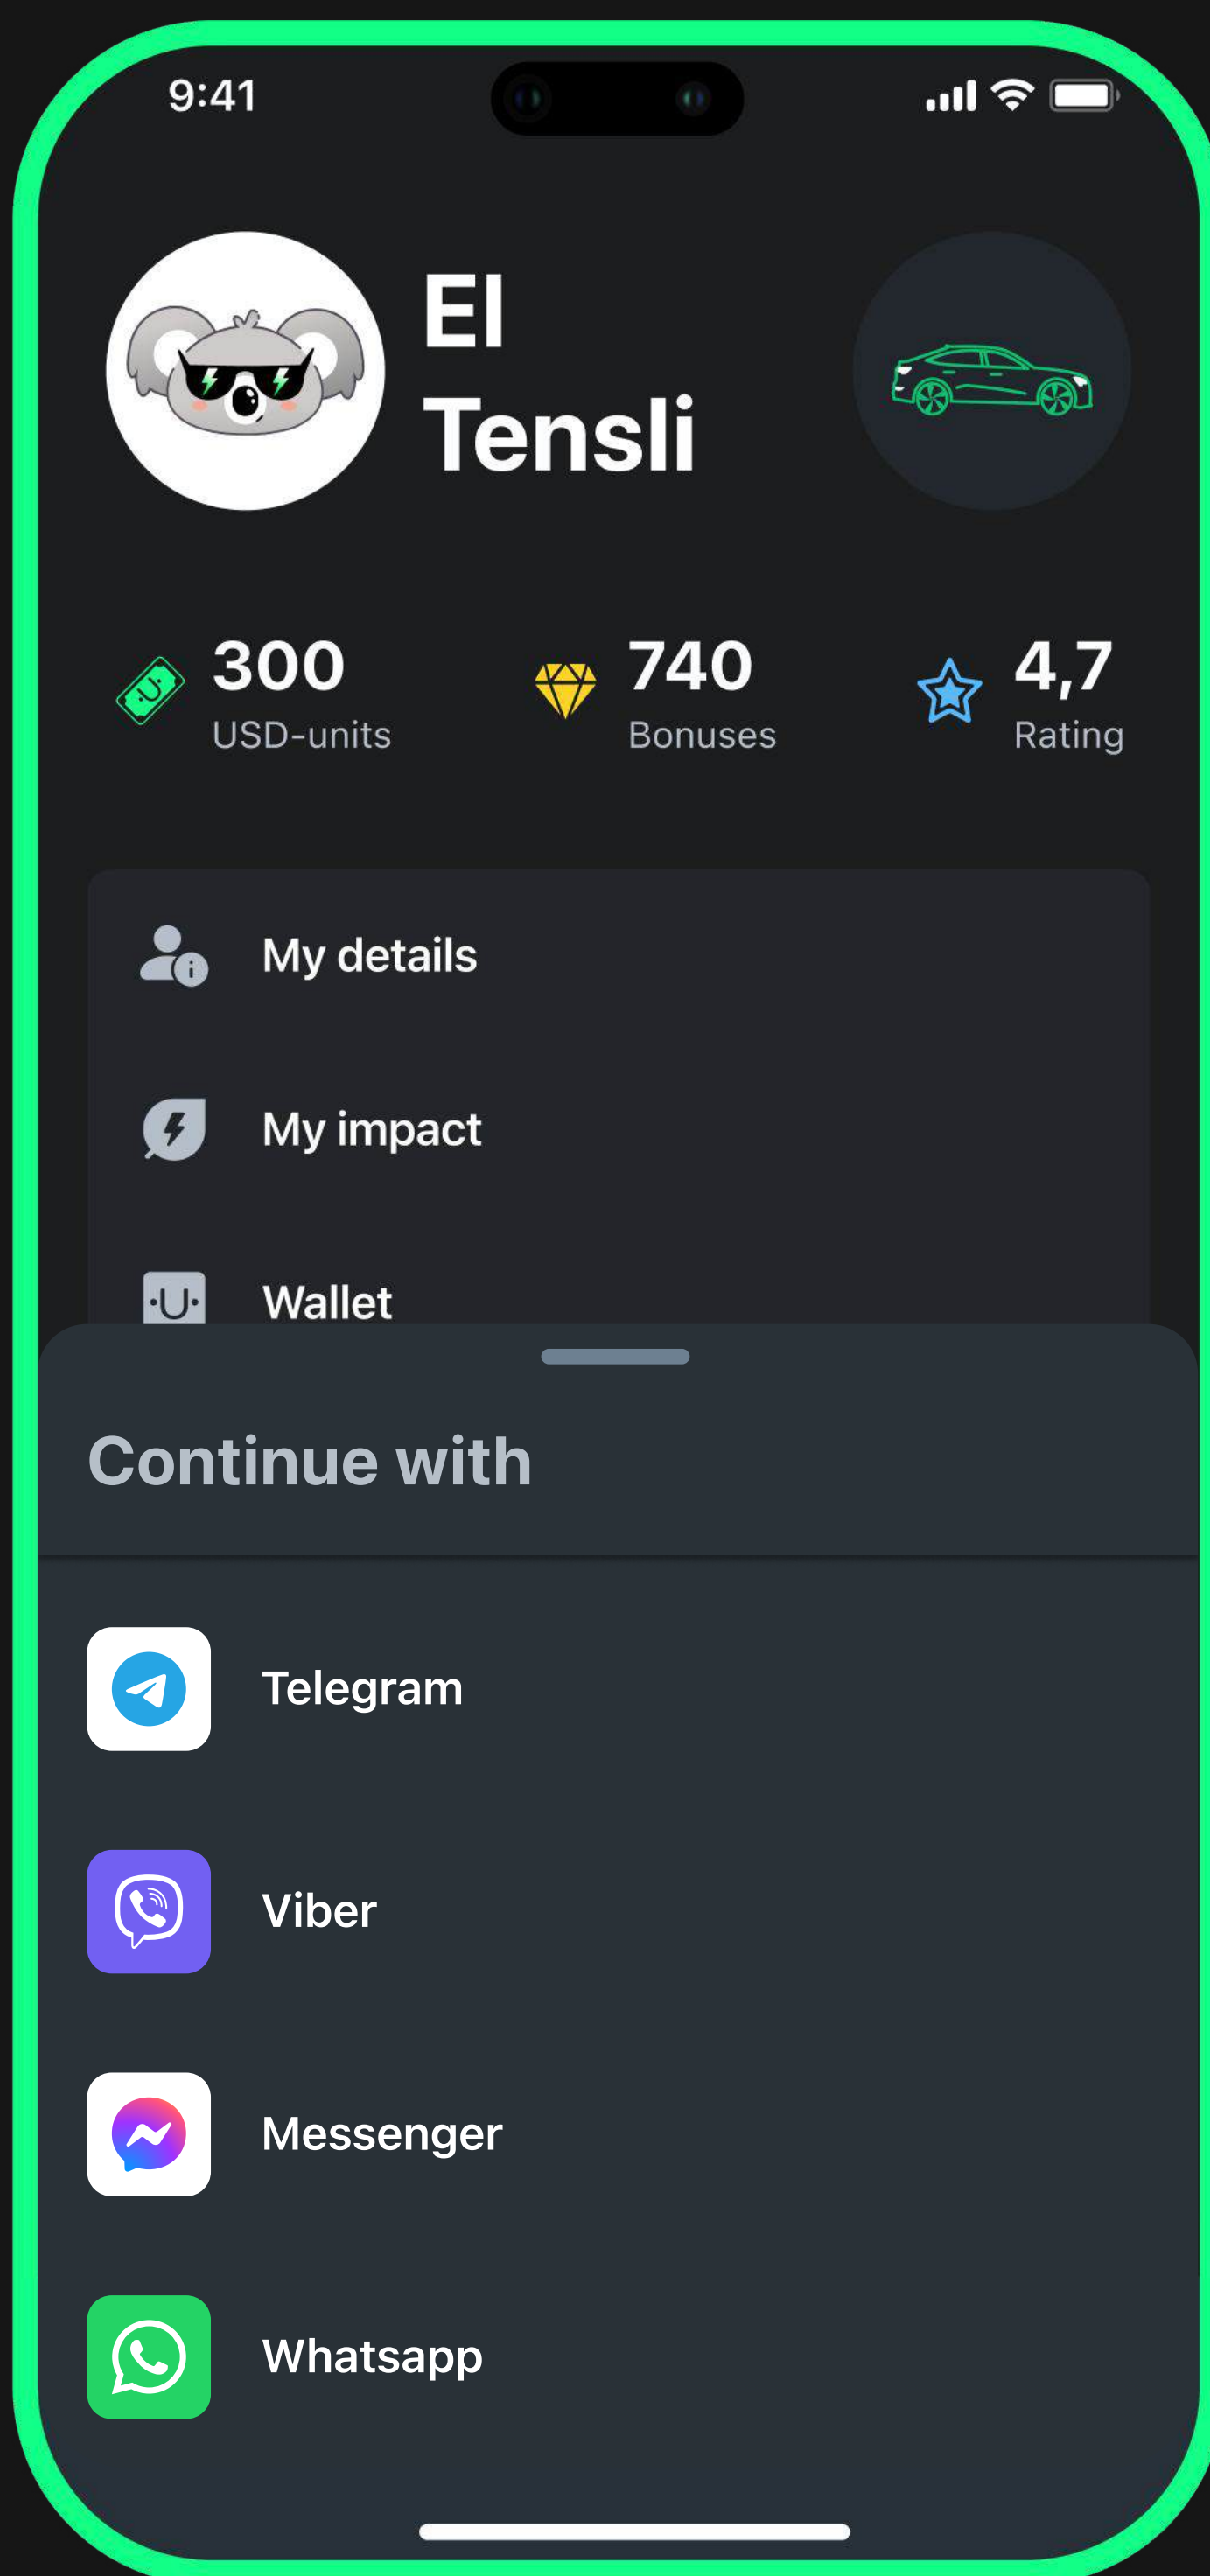 9:41
El
Tensli
300
USD-units
740
Bonuses
4,7
Rating
My details
My impact
Wallet
Continue with
Telegram
Viber
Messenger
Whatsapp